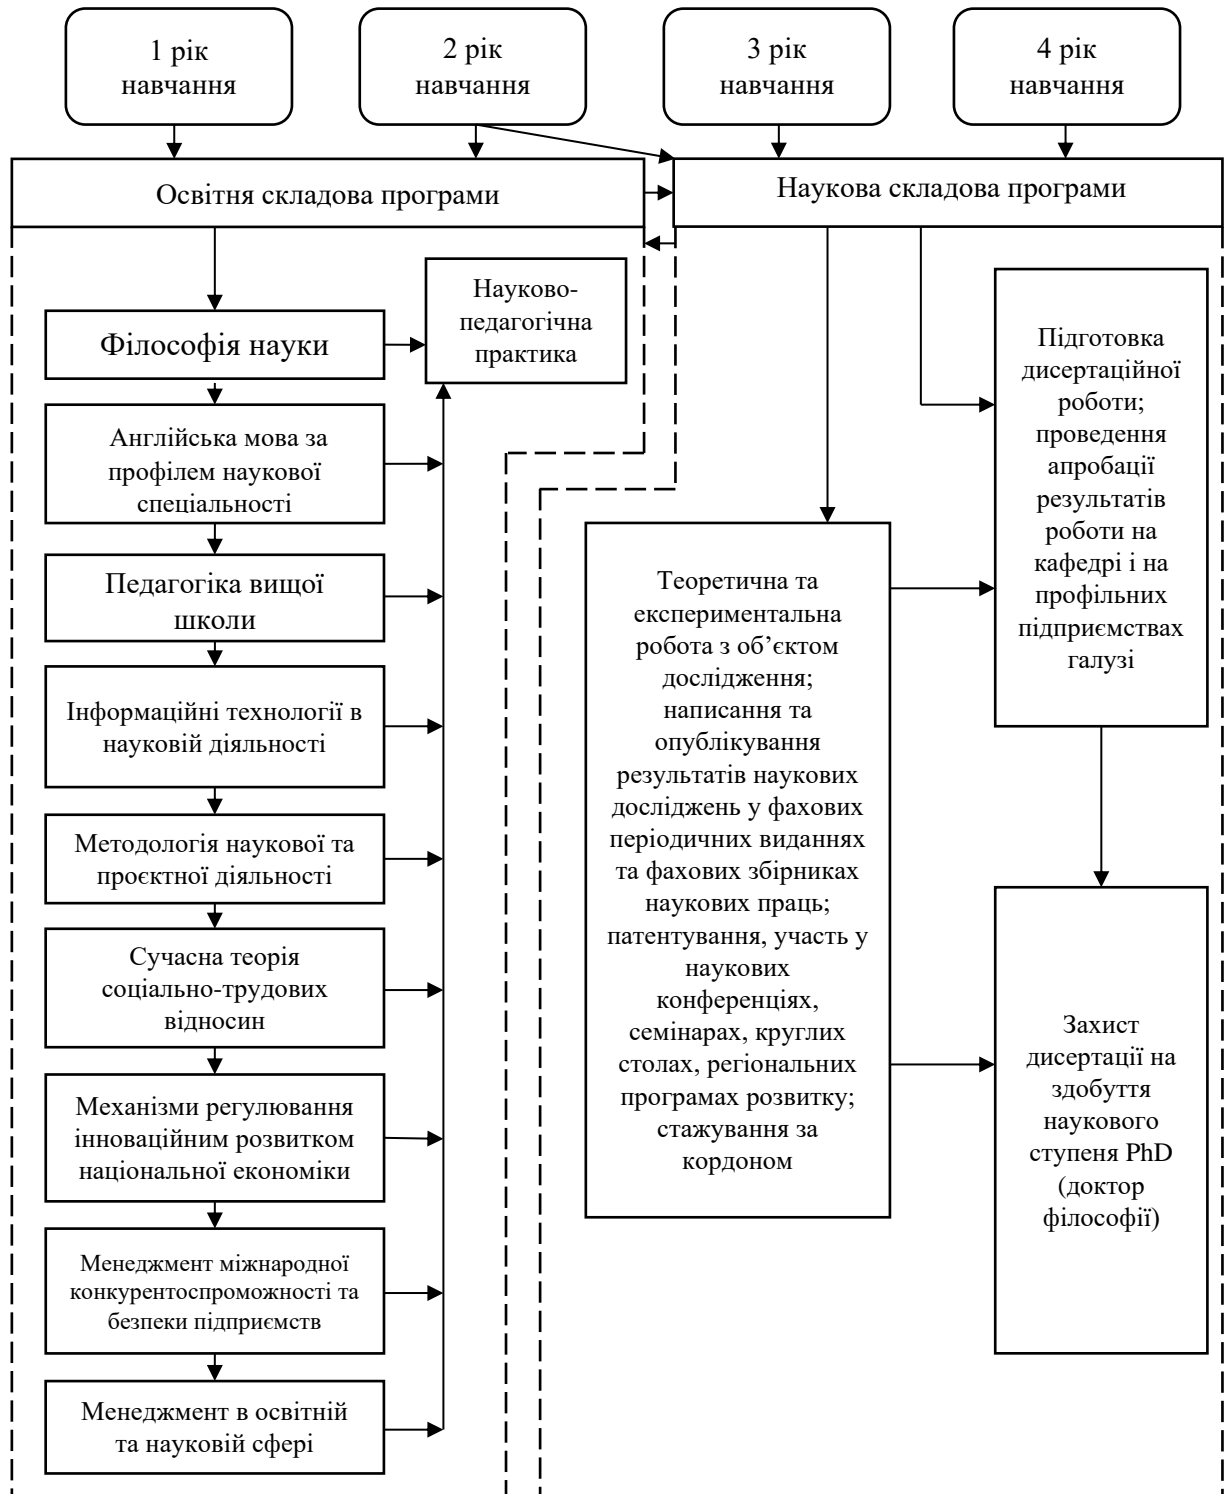 1 рік
навчання
2 рік
навчання
3 рік
навчання
4 рік
навчання
Освітня складова програми
Наукова складова програми
Філософія науки
Науково-
педагогічна
практика
Англійська мова за
профілем наукової
спеціальності
Педагогіка вищої
школи
Інформаційні технології в
науковій діяльності
Методологія наукової та
проєктної діяльності
Сучасна теорія
соціально-трудових
відносин
Механізми регулювання
інноваційним розвитком
національної економіки
Менеджмент міжнародної
конкурентоспроможності та
безпеки підприємств
Менеджмент в освітній
та науковій сфері
Теоретична та
експериментальна
робота з об’єктом
дослідження;
написання та
опублікування
результатів наукових
досліджень у фахових
періодичних виданнях
та фахових збірниках
наукових праць;
патентування, участь у
наукових
конференціях,
семінарах, круглих
столах, регіональних
програмах розвитку;
стажування за
кордоном
Підготовка
дисертаційної
роботи;
проведення
апробації
результатів
роботи на
кафедрі і на
профільних
підприємствах
галузі
Захист
дисертації на
здобуття
наукового
ступеня PhD
(доктор
філософії)